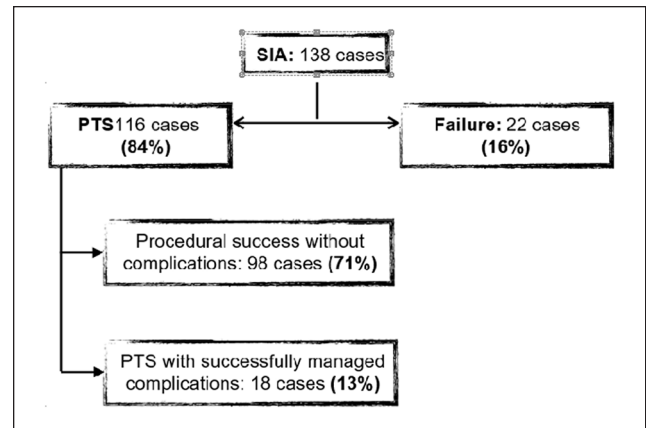 SIA: 138 cases
PTS116 cases
(84%)
Failure: 22 cases
(16%)
Procedural success without
complications: 98 cases (71%)
PTS with successfully managed
complications: 18 cases (13%)